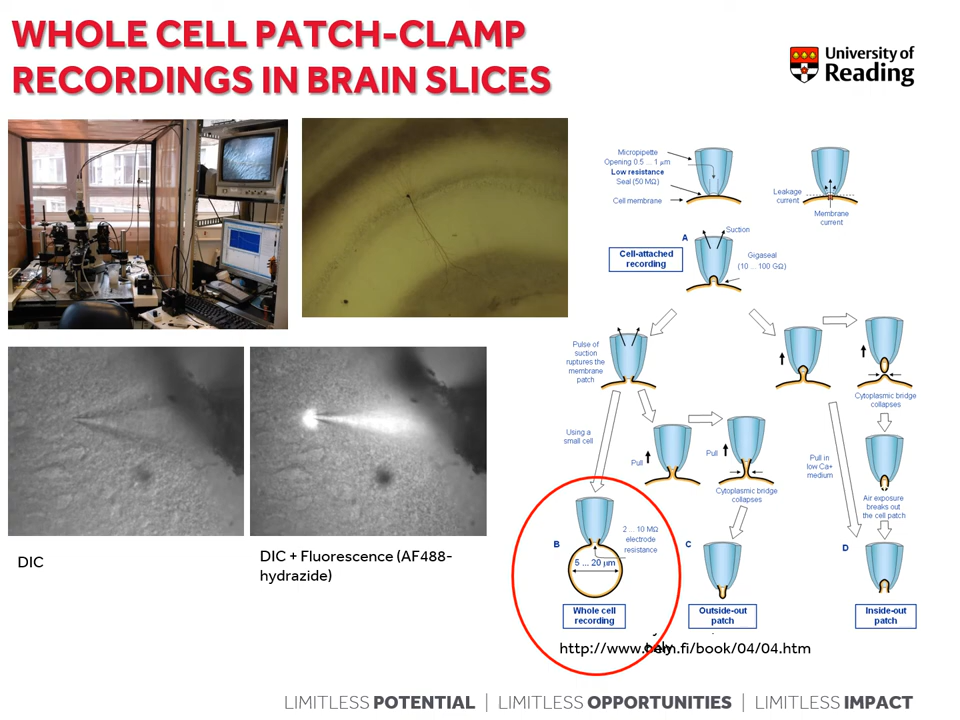 WHOLE CELL PATCH-CLAMP
RECORDINGS IN BRAIN SLICES
University of
Reading
Micropipette
Opening 0.5 ... 1 µm
Low resistance
Seal (50 MΩ)
Cell membrane
Leakage
current
Membrane
current
A
Suction
Cell-attached
recording
Gigaseal
(10 ... 100 GΩ)
Pulse of
suction
ruptures the
membrane
patch
Cytoplasmic bridge
collapses
Using a
small cell
Pull
Pull
Cytoplasmic bridge
collapses
Pull in
low Ca+
medium
Air exposure
breaks out
the cell patch
B
2 ... 10 MΩ
electrode
resistance
5 ... 20 µm
C
D
Whole cell
recording
Outside-out
patch
Inside-out
patch
DIC
DIC + Fluorescence (AF488-
hydrazide)
http://www.bem.fi/book/04/04.htm
LIMITLESS POTENTIAL | LIMITLESS OPPORTUNITIES | LIMITLESS IMPACT